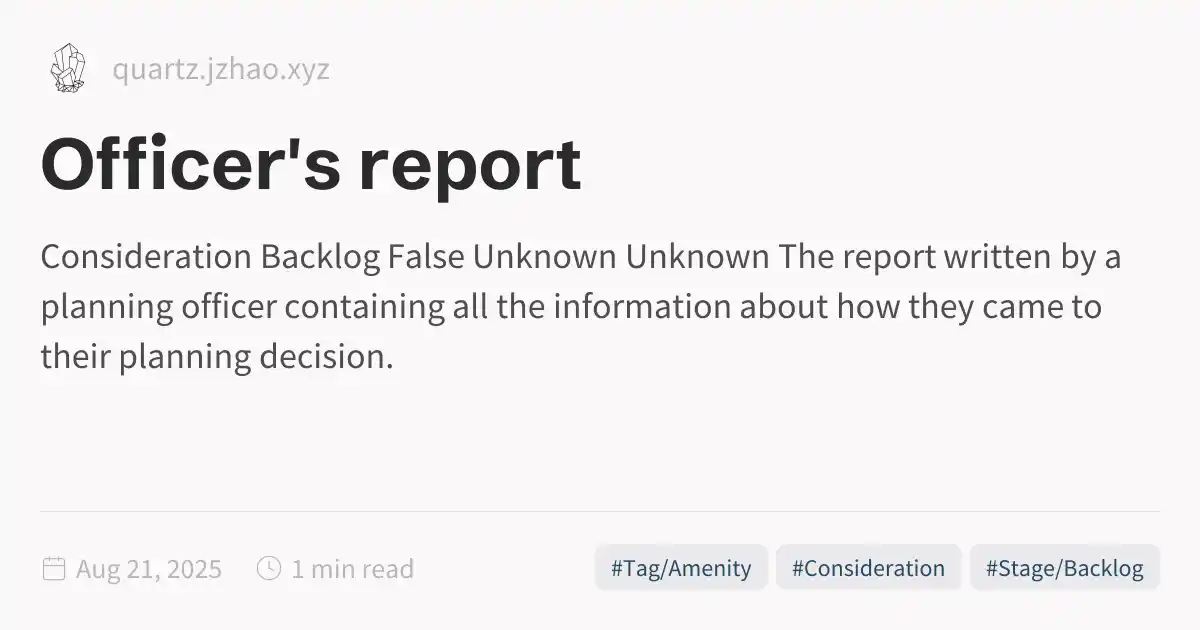 quartz.jzhao.xyz
Officer's report
Consideration Backlog False Unknown Unknown The report written by a
planning officer containing all the information about how they came to
their planning decision.
Aug 21, 2025 1 min read #Tag/Amenity #Consideration #Stage/Backlog